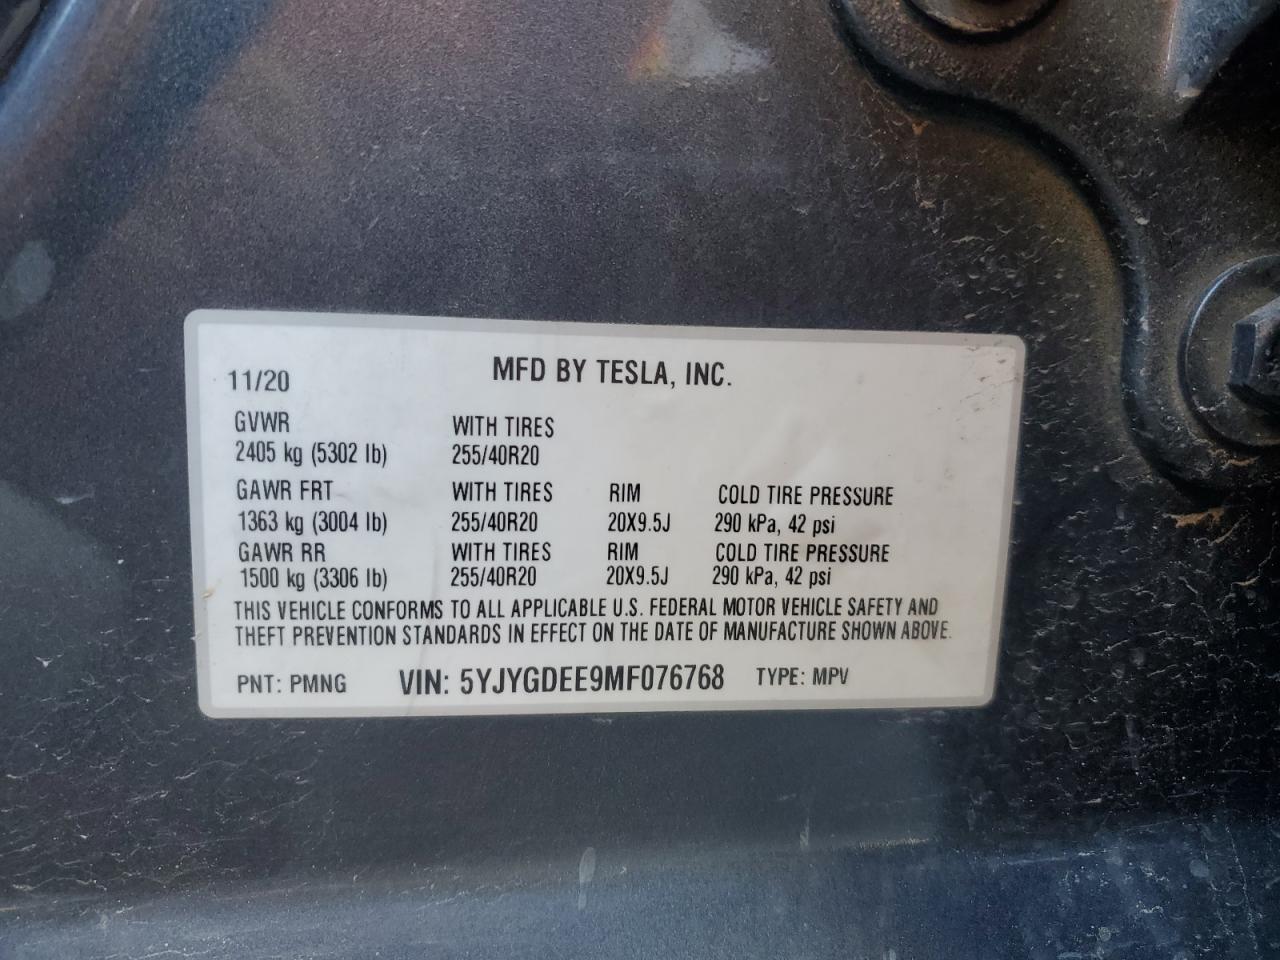 11/20 MFD BY TESLA, INC.
GVWR WITH TIRES
2405 kg (5302 lb) 255/40R20
GAWR FRT WITH TIRES RIM COLD TIRE PRESSURE
1363 kg (3004 lb) 255/40R20 20X9.5J 290 kPa, 42 psi
GAWR RR WITH TIRES RIM COLD TIRE PRESSURE
1500 kg (3306 lb) 255/40R20 20X9.5J 290 kPa, 42 psi
THIS VEHICLE CONFORMS TO ALL APPLICABLE U.S. FEDERAL MOTOR VEHICLE SAFETY AND
THEFT PREVENTION STANDARDS IN EFFECT ON THE DATE OF MANUFACTURE SHOWN ABOVE.
PNT: PMNG VIN: 5YJYGDEE9MF076768 TYPE: MPV